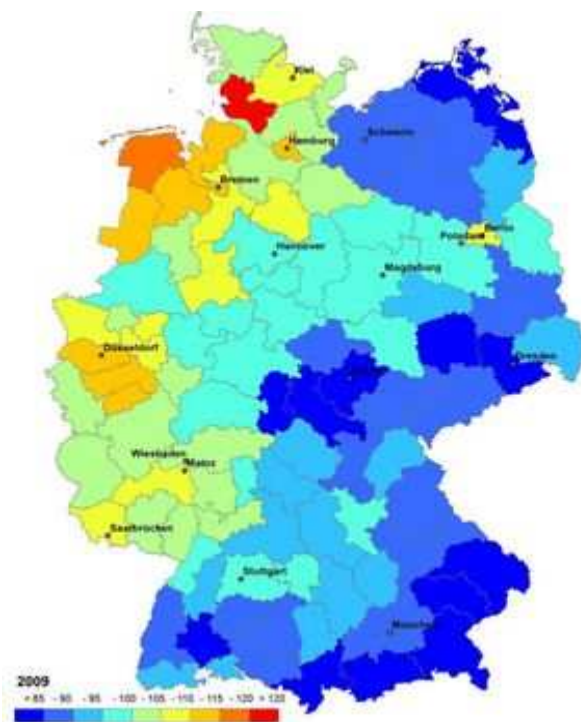 Kiel
Schwerin
Hamburg
Bremen
Berlin
Potsdam
Hannover
Magdeburg
Düsseldorf
Dresden
Wiesbaden
Mainz
Saarbrücken
Stuttgart
2009
< 85 - 90 - 95 - 100 - 105 - 110 - 115 - 120 > 120